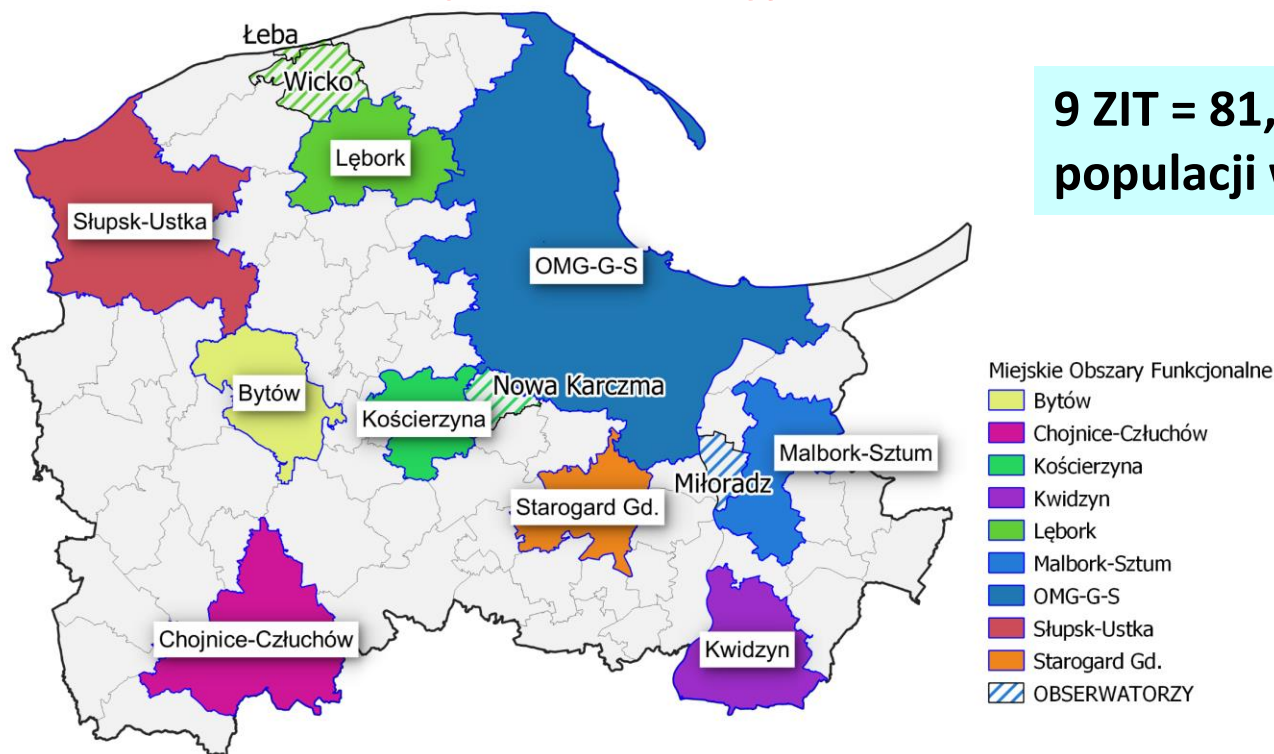 Łeba
Wicko
Lębork
Słupsk-Ustka
OMG-G-S
Bytów
Kościerzyna
Nowa Karczma
Malbork-Sztum
Miłoradz
Starogard Gd.
Chojnice-Człuchów
Kwidzyn
9 ZIT = 81,
populacji
Miejskie Obszary Funkcjonalne
Bytów
Chojnice-Człuchów
Kościerzyna
Kwidzyn
Lębork
Malbork-Sztum
OMG-G-S
Słupsk-Ustka
Starogard Gd.
OBSERWATORZY